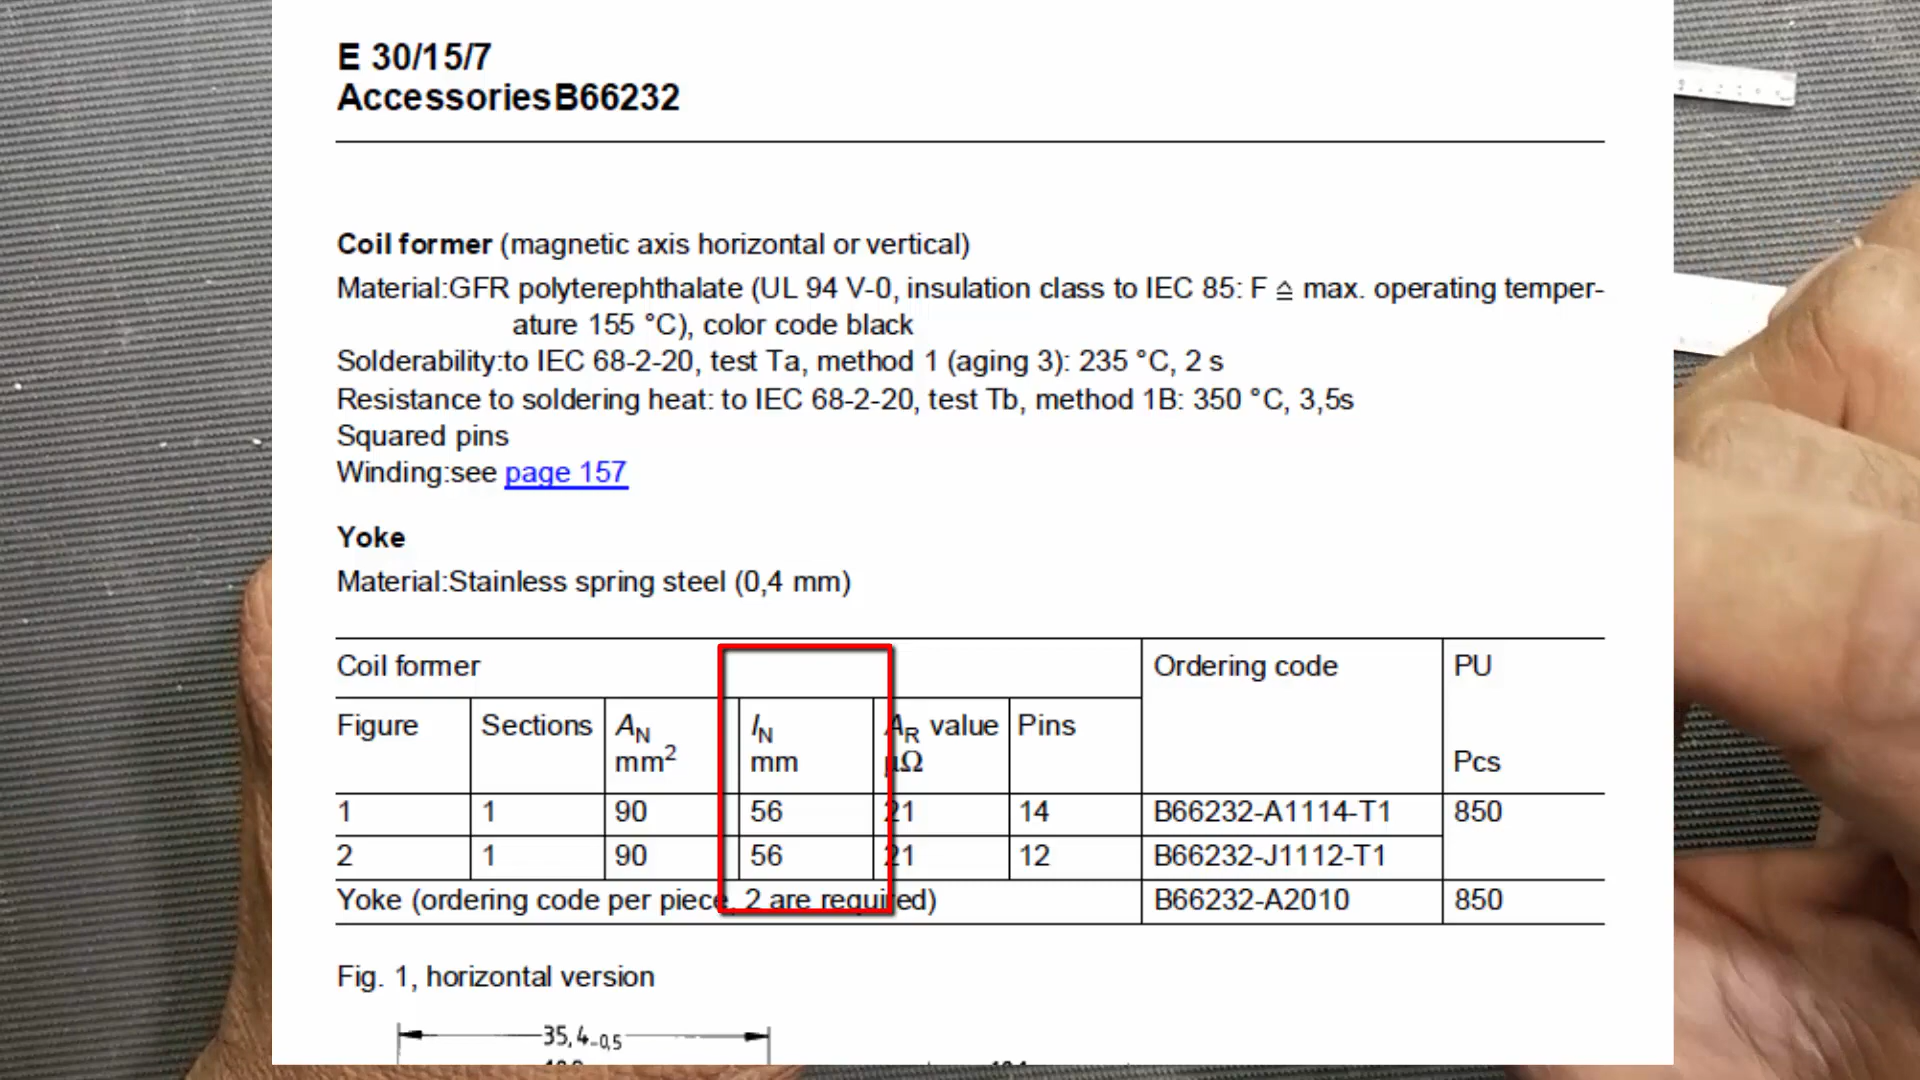 E 30/15/7
AccessoriesB66232
Coil former (magnetic axis horizontal or vertical)
Material:GFR polyterephthalate (UL 94 V-0, insulation class to IEC 85: F ≙ max. operating temper-
ature 155 °C), color code black
Solderability:to IEC 68-2-20, test Ta, method 1 (aging 3): 235 °C, 2 s
Resistance to soldering heat: to IEC 68-2-20, test Tb, method 1B: 350 °C, 3,5s
Squared pins
Winding:see page 157
Yoke
Material:Stainless spring steel (0,4 mm)
Coil former Ordering code PU
Figure Sections AN lN AR value Pins
mm² mm µΩ Pcs
1 1 90 56 21 14 B66232-A1114-T1 850
2 1 90 56 21 12 B66232-J1112-T1
Yoke (ordering code per piece, 2 are required) B66232-A2010 850
Fig. 1, horizontal version
35,4-0,5